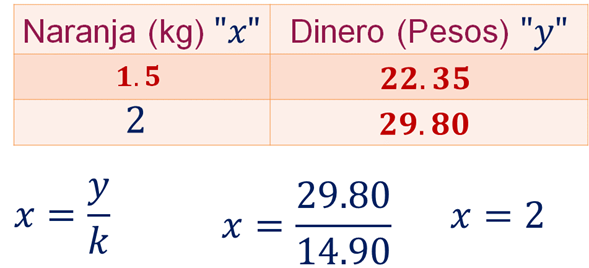 Naranja (kg) "x" Dinero (Pesos) "y"
1.5 22.35
2 29.80
x = y/k x = 29.80/14.90 x = 2